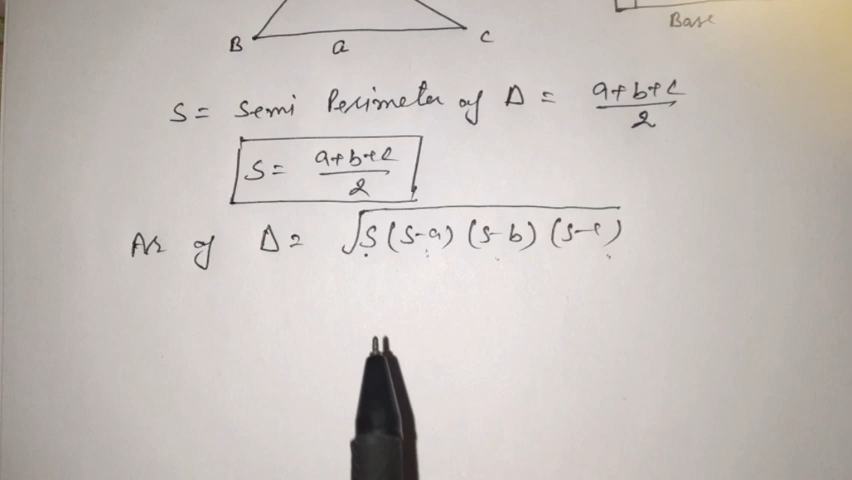 B a C
Base
S = Semi Perimeter of Δ = a+b+c / 2
S = a+b+c / 2
Ar of Δ = √S(S-a)(S-b)(S-c)